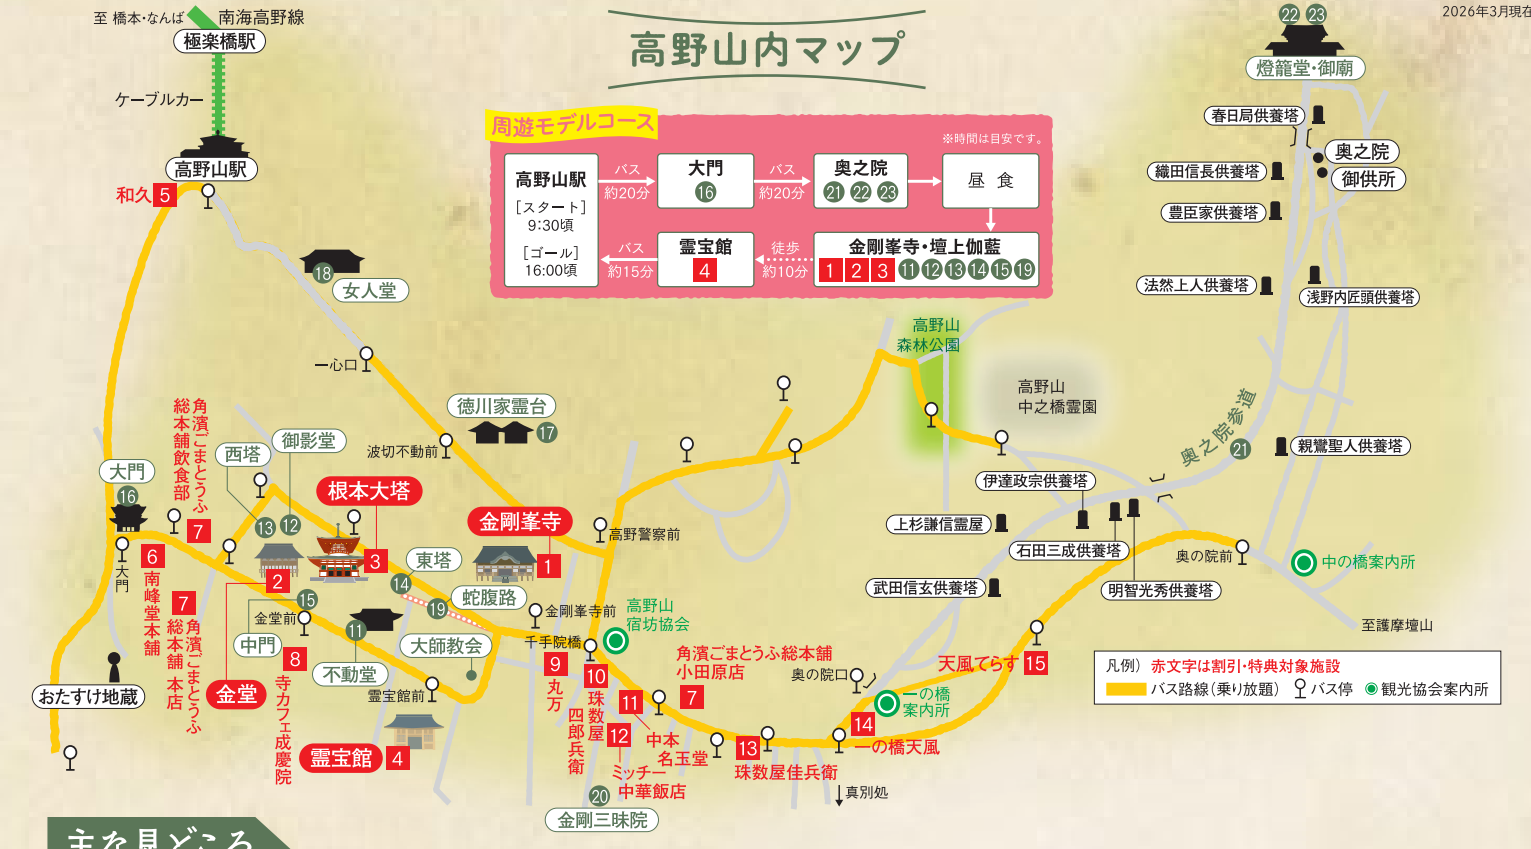 至 橋本・なんば
南海高野線
極楽橋駅
ケーブルカー
高野山駅
和久 5
高野山内マップ
2026年3月現在
周遊モデルコース
※時間は目安です。
高野山駅
[スタート]
9:30頃
[ゴール]
16:00頃
バス
約20分
大門
16
バス
約20分
奥之院
21 22 23
昼 食
金剛峯寺・壇上伽藍
1 2 3 11 12 13 14 15 19
徒歩
約10分
霊宝館
4
バス
約15分
22 23
燈籠堂・御廟
春日局供養塔
奥之院
御供所
織田信長供養塔
豊臣家供養塔
法然上人供養塔
浅野内匠頭供養塔
奥之院参道
21
親鸞聖人供養塔
伊達政宗供養塔
上杉謙信霊屋
石田三成供養塔
明智光秀供養塔
武田信玄供養塔
奥の院前
中の橋案内所
至護摩壇山
高野山
森林公園
高野山
中之橋霊園
18
女人堂
一心口
徳川家霊台
17
波切不動前
角濱ごまとうふ
総本舗飲食部
7
大門
16
西塔
御影堂
13 12
根本大塔
3
金剛峯寺
1
高野警察前
大門
6
南峰堂本舗
7
角濱ごまとうふ
総本舗 本店
2
15
金堂前
中門
金堂
11
不動堂
8
寺カフェ成慶院
東塔
14
19
蛇腹路
大師教会
霊宝館前
霊宝館 4
おたすけ地蔵
金剛峯寺前
千手院橋
高野山
宿坊協会
9
丸万
10
珠数屋
四郎兵衛
11
中本
名玉堂
12
ミッチー
中華飯店
20
金剛三昧院
角濱ごまとうふ総本舗
小田原店
7
13
珠数屋佳兵衛
奥の院口
一の橋
案内所
14
一の橋天風
天風てらす 15
真別処
凡例) 赤文字は割引・特典対象施設
バス路線(乗り放題) バス停 観光協会案内所
主な見どころ